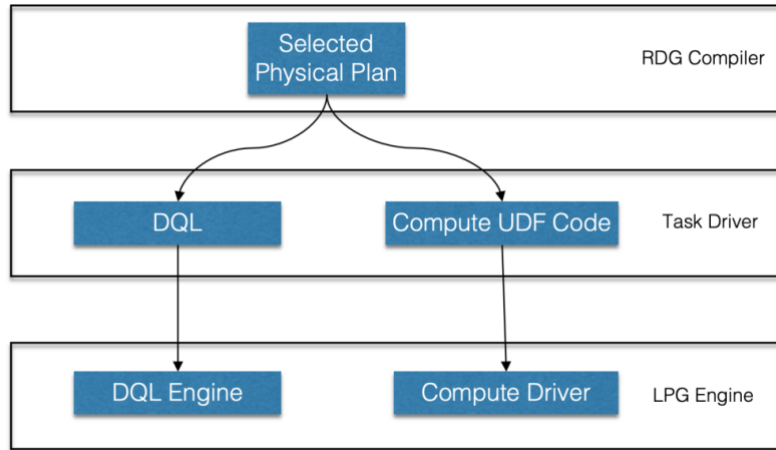 Selected
Physical Plan
RDG Compiler
DQL
Compute UDF Code
Task Driver
DQL Engine
Compute Driver
LPG Engine